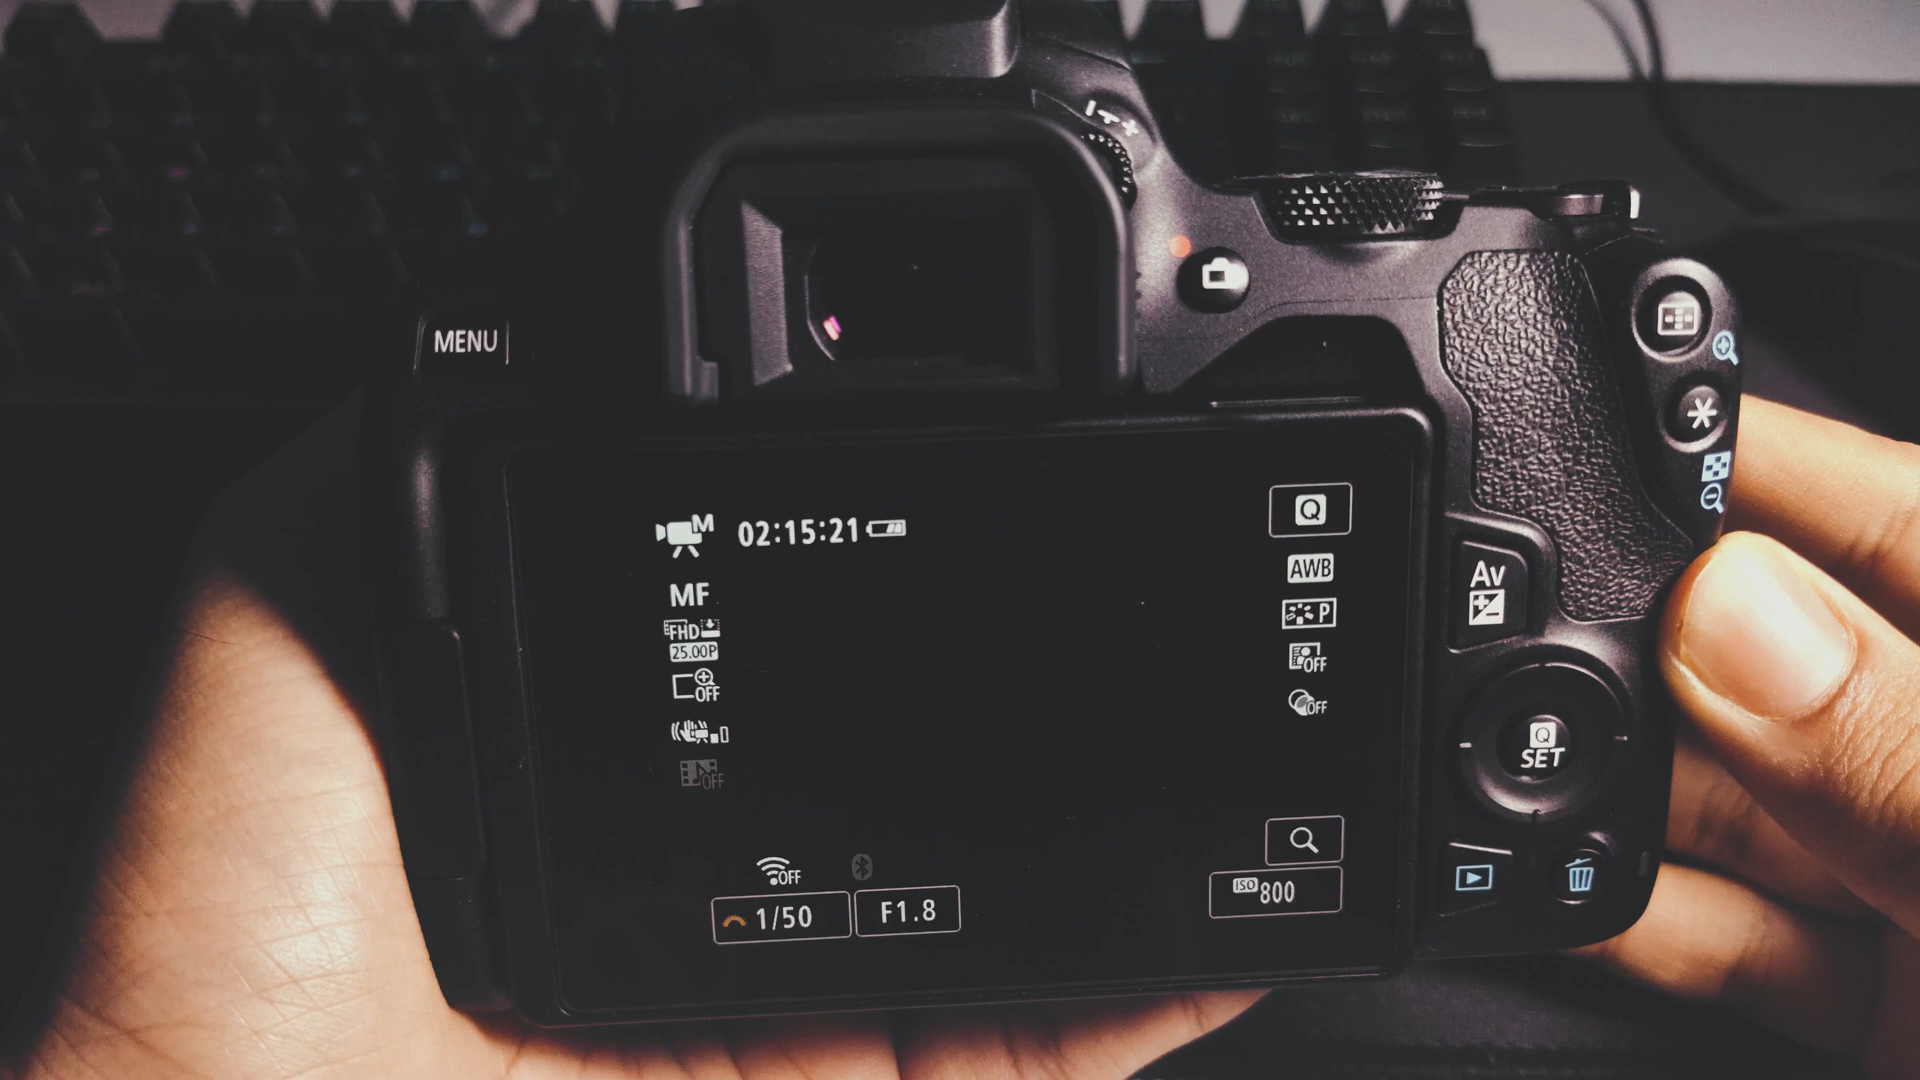 MENU
M 02:15:21
Q
MF
AWB
FHD
25.00P
P
OFF
OFF
OFF
OFF
OFF
Av
Q
SET
1/50
F1.8
ISO 800